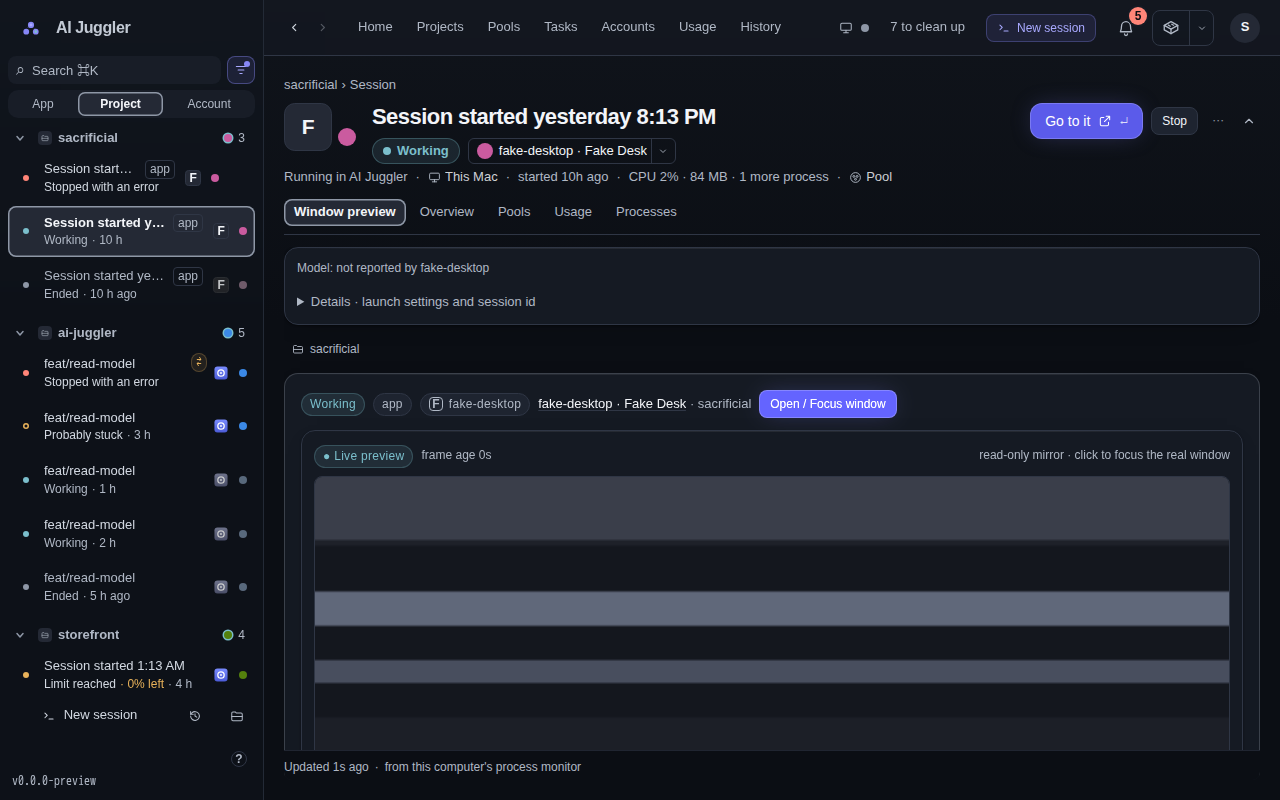 AI Juggler
Home Projects Pools Tasks Accounts Usage History
7 to clean up
New session
5
S
Search ⌘K
App Project Account
sacrificial 3
Session start… app F
Stopped with an error
Session started y… app F
Working · 10 h
Session started ye… app F
Ended · 10 h ago
ai-juggler 5
feat/read-model
Stopped with an error
feat/read-model
Probably stuck · 3 h
feat/read-model
Working · 1 h
feat/read-model
Working · 2 h
feat/read-model
Ended · 5 h ago
storefront 4
Session started 1:13 AM
Limit reached · 0% left · 4 h
New session
?
v0.0.0-preview
sacrificial › Session
F
Session started yesterday 8:13 PM
Working
fake-desktop · Fake Desk
Go to it
Stop
Running in AI Juggler · This Mac · started 10h ago · CPU 2% · 84 MB · 1 more process · Pool
Window preview Overview Pools Usage Processes
Model: not reported by fake-desktop
▶ Details · launch settings and session id
sacrificial
Working app F fake-desktop fake-desktop · Fake Desk · sacrificial Open / Focus window
Live preview frame age 0s read-only mirror · click to focus the real window
Updated 1s ago · from this computer's process monitor